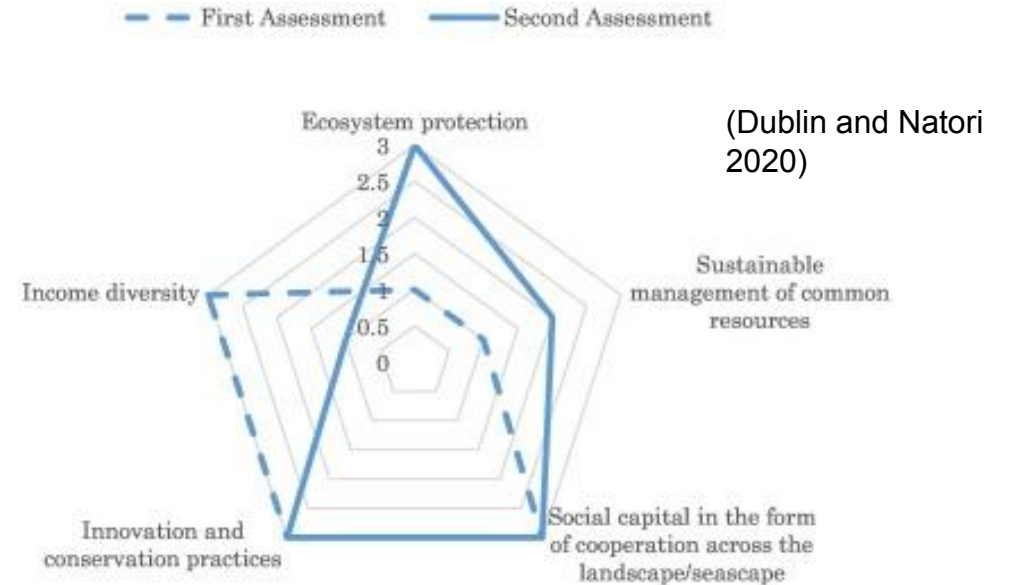 First Assessment Second Assessment
Ecosystem protection
(Dublin and Natori
2020)
3
2.5
2
1.5
1
0.5
0
Income diversity
Sustainable
management of common
resources
Innovation and
conservation practices
Social capital in the form
of cooperation across the
landscape/seascape